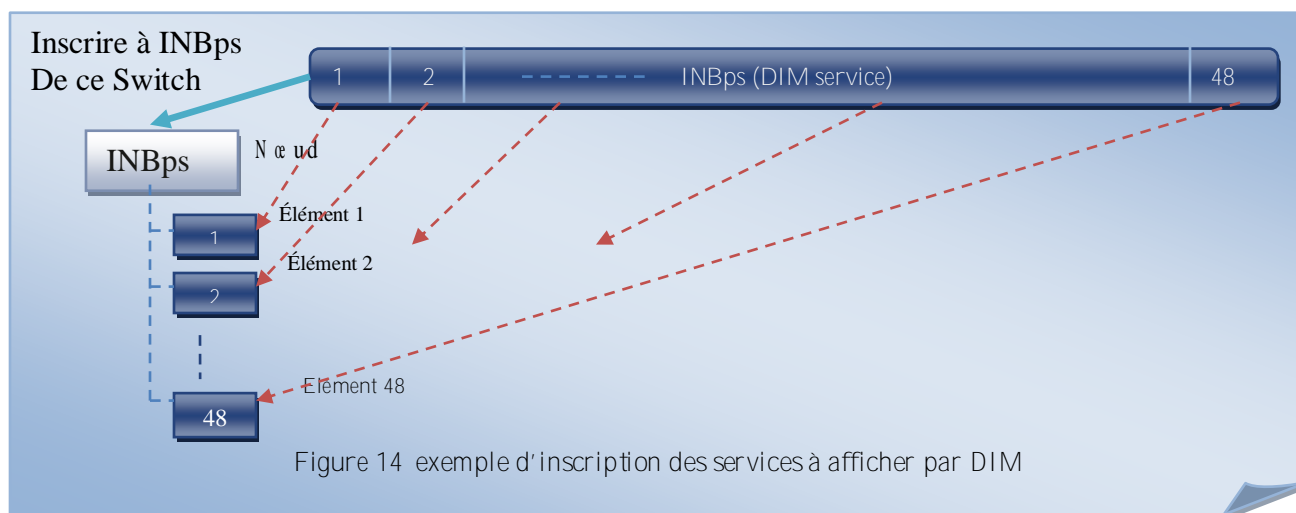 Inscrire à INBps
De ce Switch
1 2 INBps (DIM service) 48
INBps
Nœud
Élément 1
1
Élément 2
2
Elément 48
48
Figure 14 exemple d'inscription des services à afficher par DIM